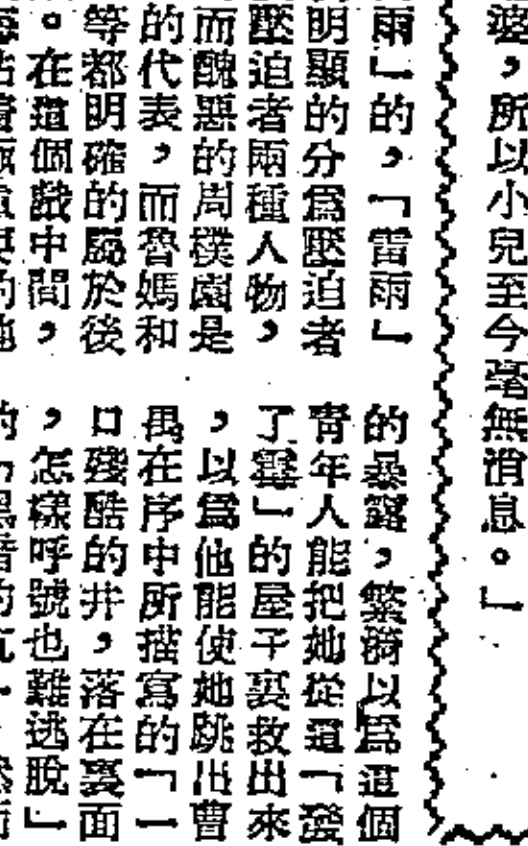 婆，所以小兒至今毫無消息。」
雨」的，「雷雨」
明顯的分爲壓迫者
壓迫者兩種人物，
而醜惡的周樸園是
的代表，而魯媽和
等都明確的屬於後
。在這個戲中間，
的暴露，繁漪以爲這個
青年人能把她從這「發
了霉」的屋子裏救出來
，以爲他能使她跳出曹
禺在序中所描寫的「一
口殘酷的井，落在裏面
，怎樣呼號也難逃脫」